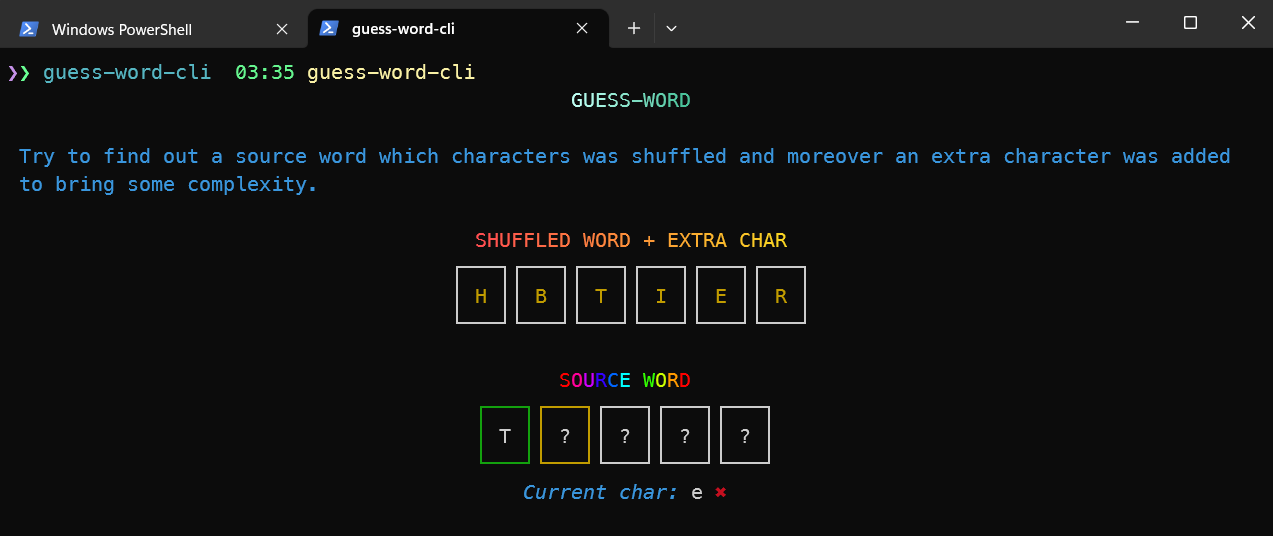 Windows PowerShell
guess-word-cli
❯❯ guess-word-cli 03:35 guess-word-cli
GUESS-WORD
Try to find out a source word which characters was shuffled and moreover an extra character was added
to bring some complexity.
SHUFFLED WORD + EXTRA CHAR
H B T I E R
SOURCE WORD
T ? ? ? ?
Current char: e ✖